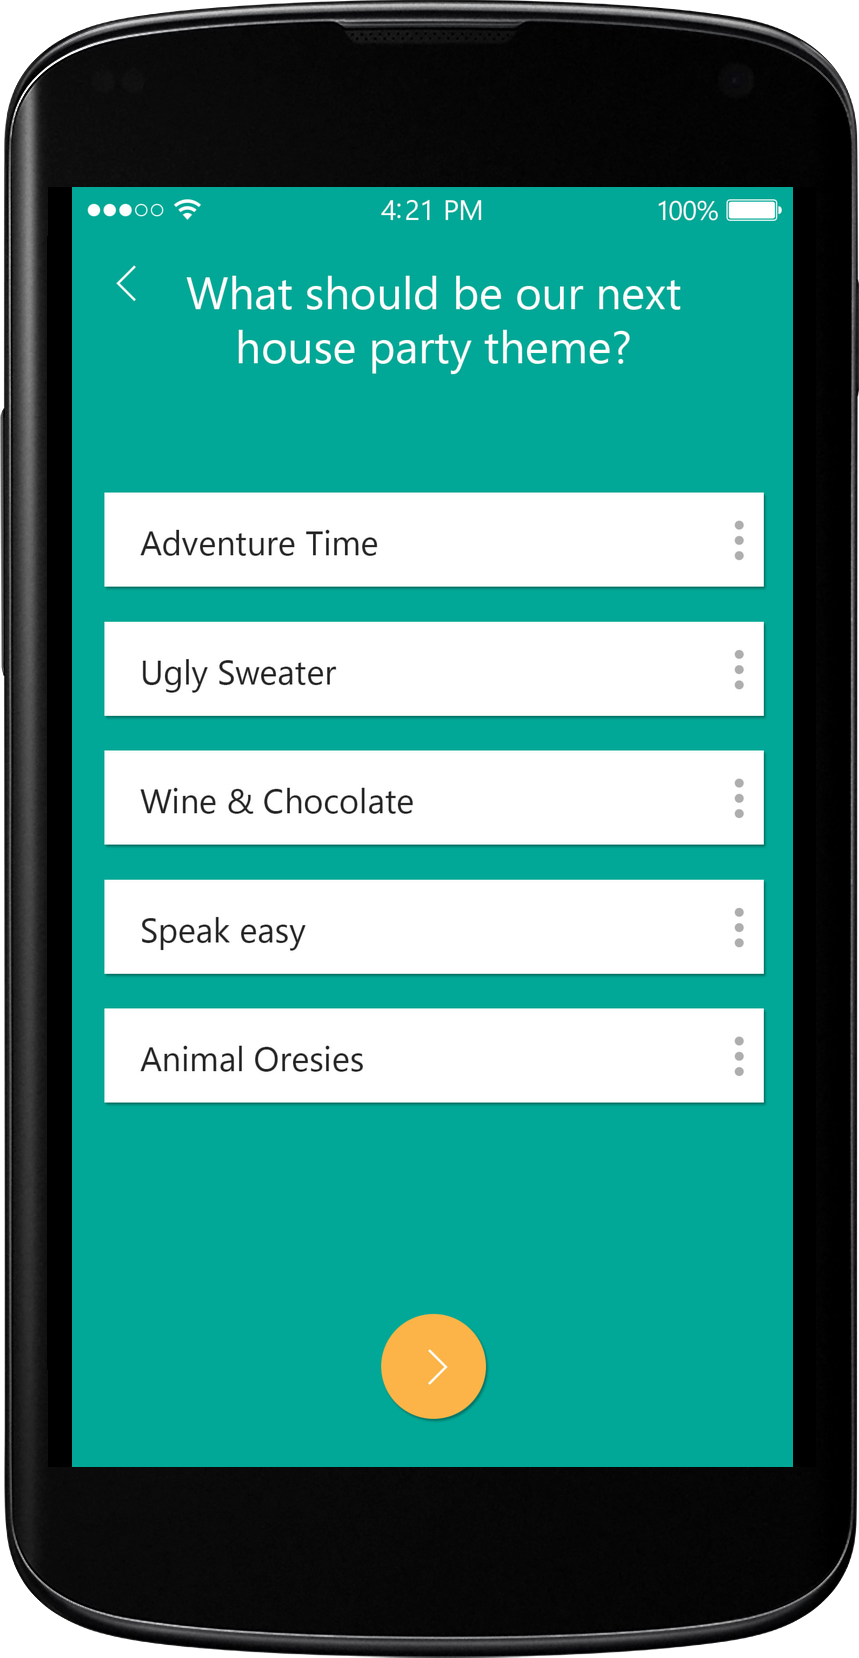 4:21 PM
100%
What should be our next
house party theme?
Adventure Time
Ugly Sweater
Wine & Chocolate
Speak easy
Animal Oresies